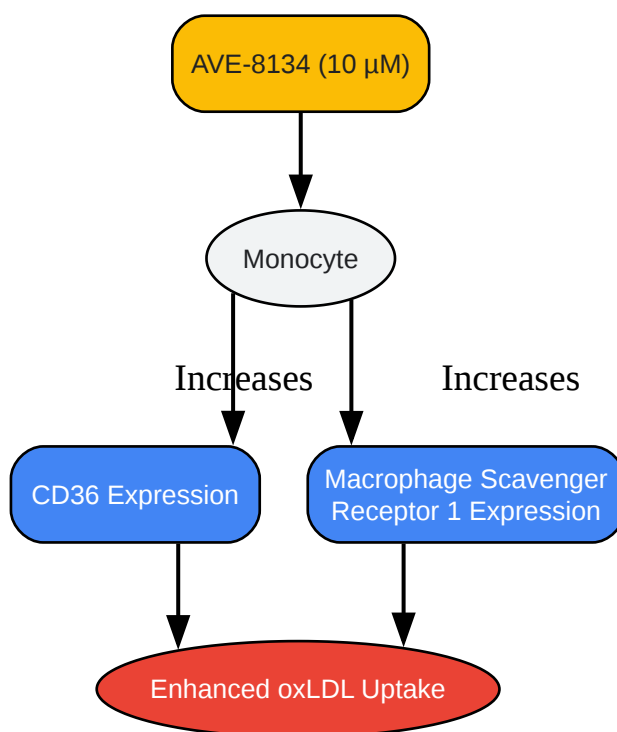 AVE-8134 (10 µM)
Monocyte
Increases
Increases
CD36 Expression
Macrophage Scavenger
Receptor 1 Expression
Enhanced oxLDL Uptake